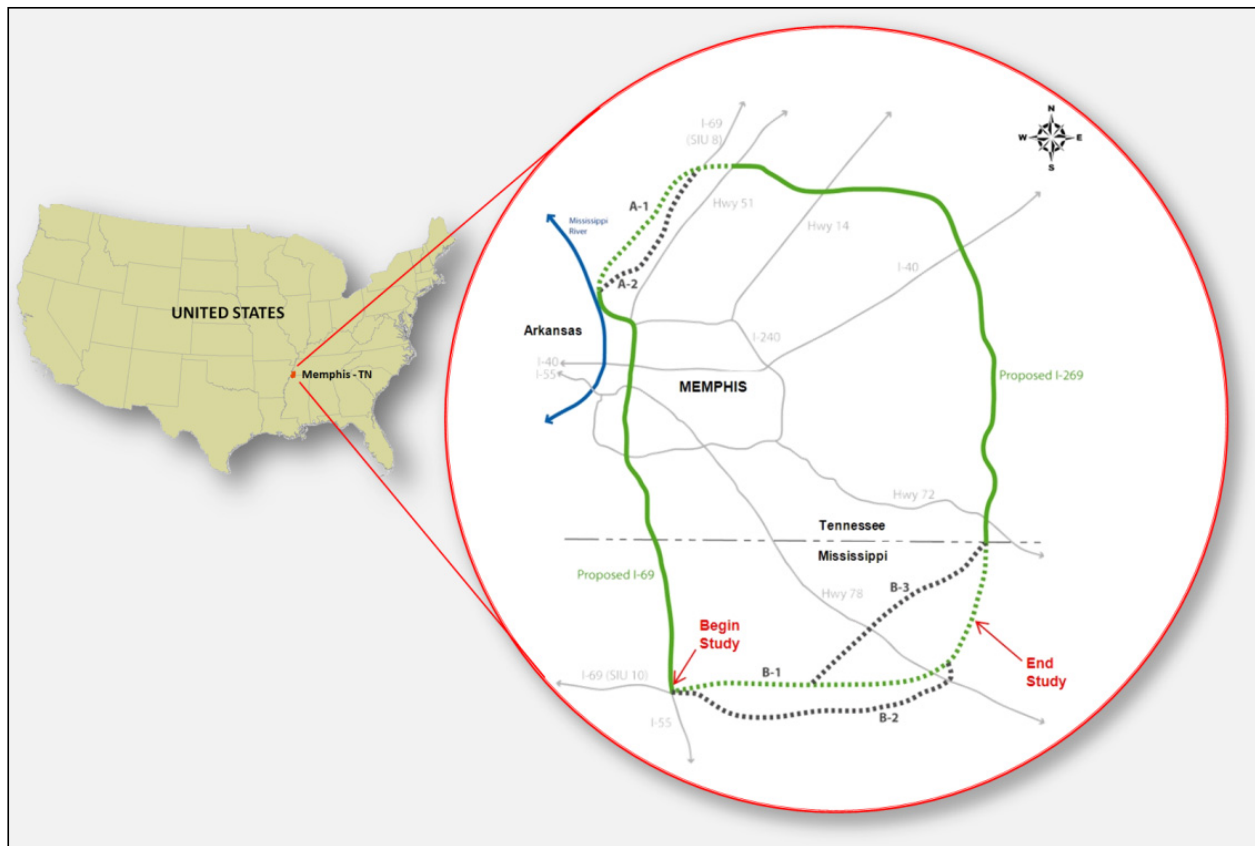 UNITED STATES
Memphis - TN
N
W
E
S
I-69
(SIU 8)
Hwy 51
Hwy 14
A-1
A-2
Mississippi
River
I-40
Arkansas
I-240
I-40
I-55
MEMPHIS
Proposed I-269
Hwy 72
Tennessee
Mississippi
Proposed I-69
B-3
Hwy 78
Begin
Study
End
Study
I-69 (SIU 10)
B-1
B-2
I-55